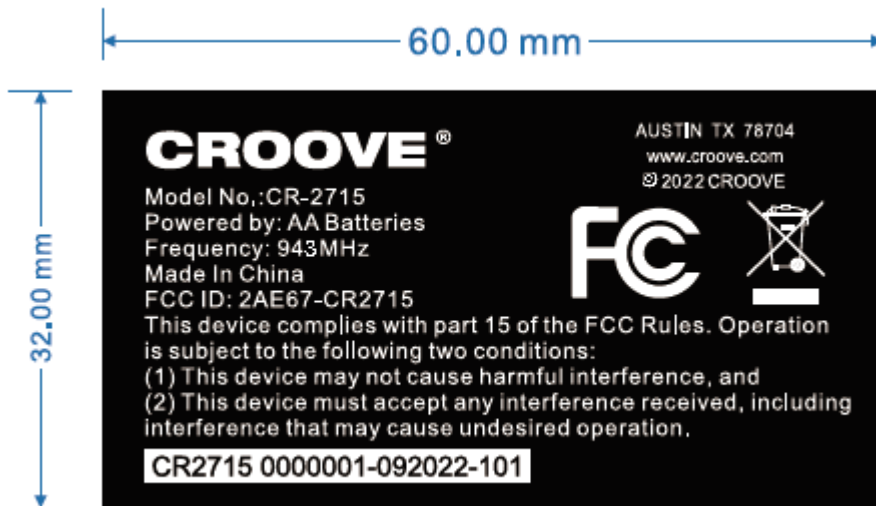 60.00 mm
32.00 mm
CROOVE®
AUSTIN TX 78704
www.croove.com
© 2022 CROOVE
Model No,:CR-2715
Powered by: AA Batteries
Frequency: 943MHz
Made In China
FCC ID: 2AE67-CR2715
FC
This device complies with part 15 of the FCC Rules. Operation
is subject to the following two conditions:
(1) This device may not cause harmful interference, and
(2) This device must accept any interference received, including
interference that may cause undesired operation.
CR2715 0000001-092022-101